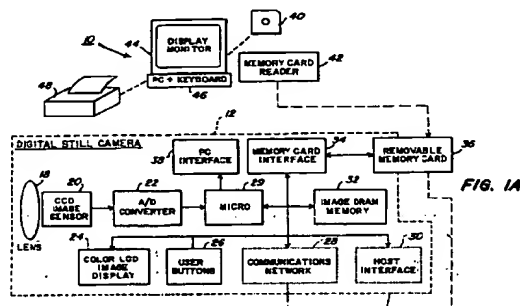 10
44
DISPLAY
MONITOR
40
PC + KEYBOARD
MEMORY CARD
READER
42
48
46
12
DIGITAL STILL CAMERA
38
PC
INTERFACE
MEMORY CARD
INTERFACE
34
REMOVABLE
MEMORY CARD
36
FIG. 1A
18
20
22
29
32
CCD IMAGE
SENSOR
A/D
CONVERTER
MICRO
IMAGE DRAM
MEMORY
LENS
24
26
28
30
COLOR LCD
IMAGE
DISPLAY
USER
BUTTONS
COMMUNICATIONS
NETWORK
HOST
INTERFACE